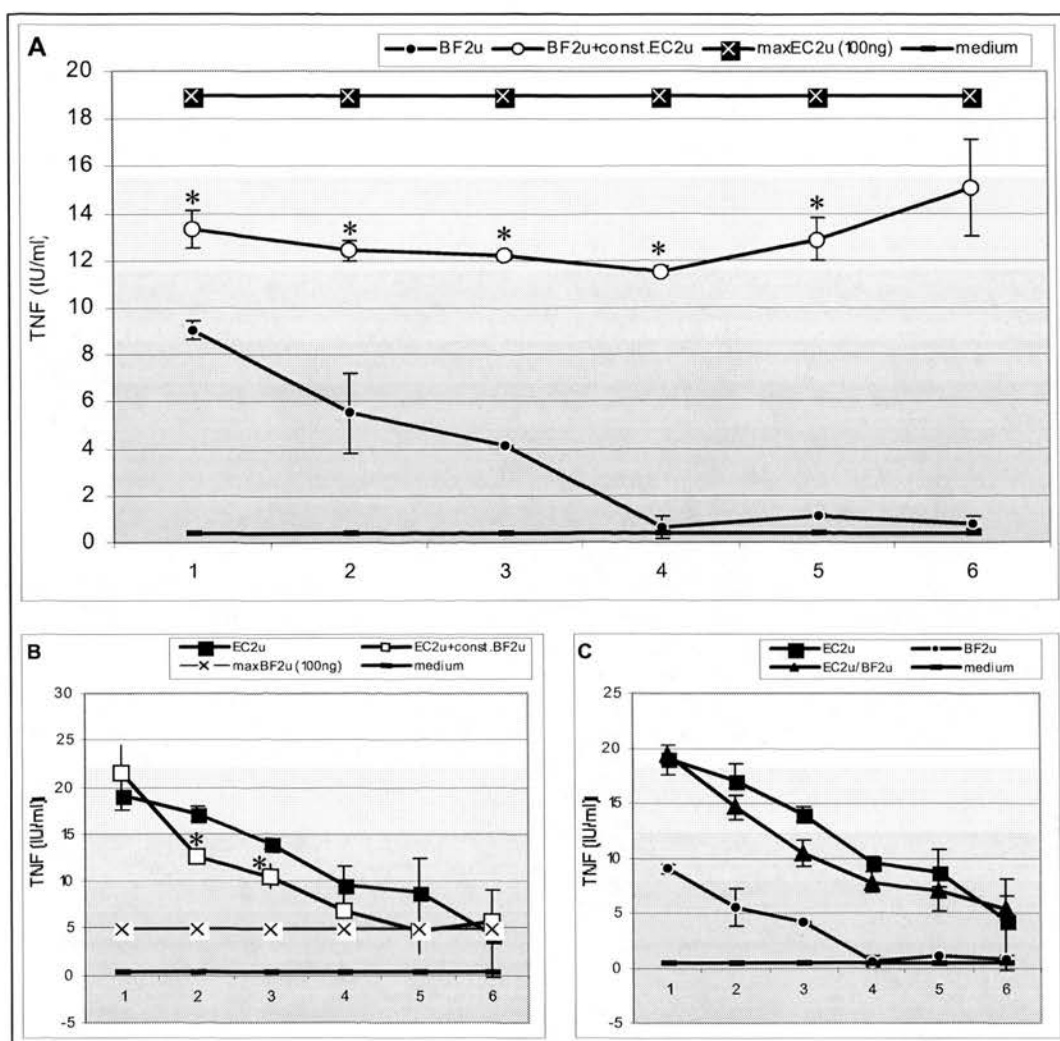 A
BF2u BF2u+const.EC2u maxEC2u (100ng) medium
20
18
16
14
12
10
8
6
4
2
0
TNF (IU/ml)
* * * * *
1 2 3 4 5 6
B
EC2u EC2u+const.BF2u
maxBF2u (100ng) medium
30
25
20
15
10
5
0
-5
TNF [IU/ml]
* *
1 2 3 4 5 6
C
EC2u BF2u
EC2u/BF2u medium
25
20
15
10
5
0
-5
TNF [IU/ml]
1 2 3 4 5 6